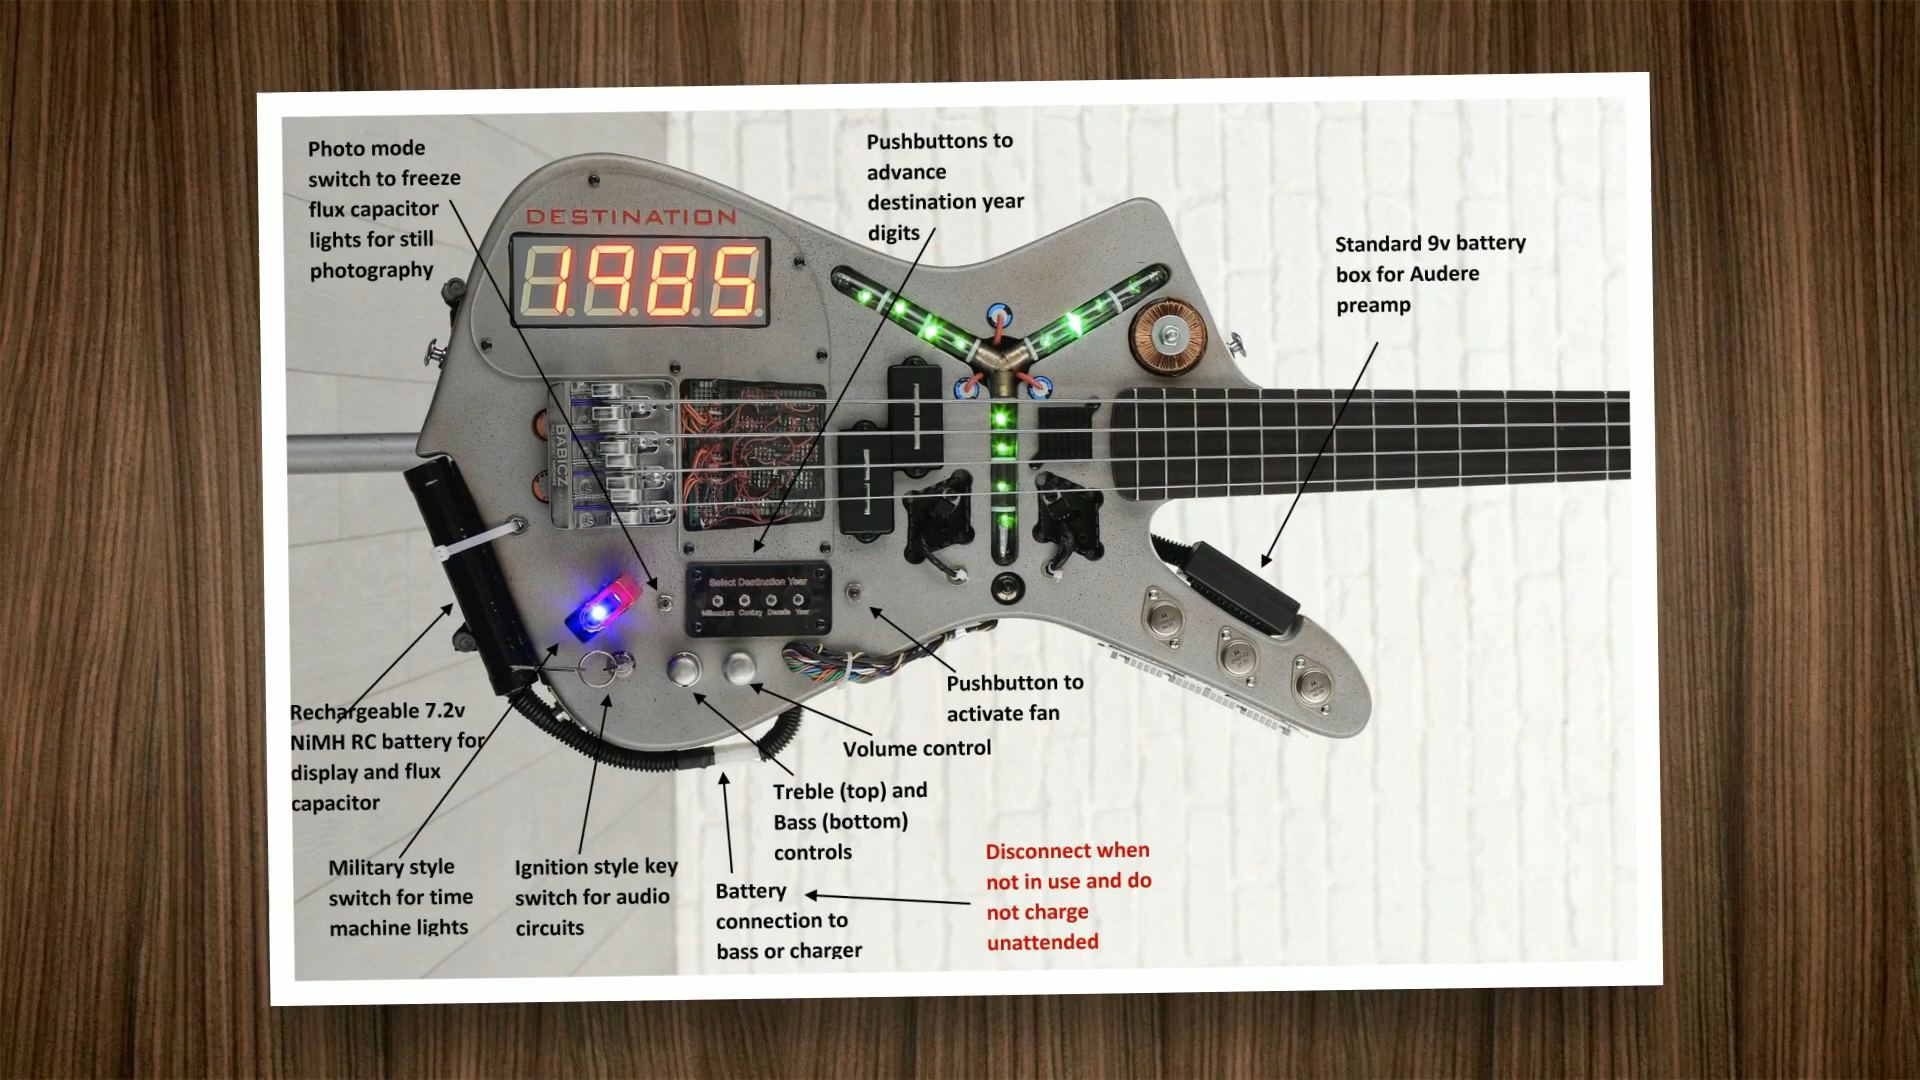 Photo mode
switch to freeze
flux capacitor
lights for still
photography
Pushbuttons to
advance
destination year
digits
Standard 9v battery
box for Audere
preamp
DESTINATION
1985
BABICZ
Select Destination Year
Millennium Century Decade Year
Rechargeable 7.2v
NiMH RC battery for
display and flux
capacitor
Pushbutton to
activate fan
Volume control
Treble (top) and
Bass (bottom)
controls
Military style
switch for time
machine lights
Ignition style key
switch for audio
circuits
Battery
connection to
bass or charger
Disconnect when
not in use and do
not charge
unattended